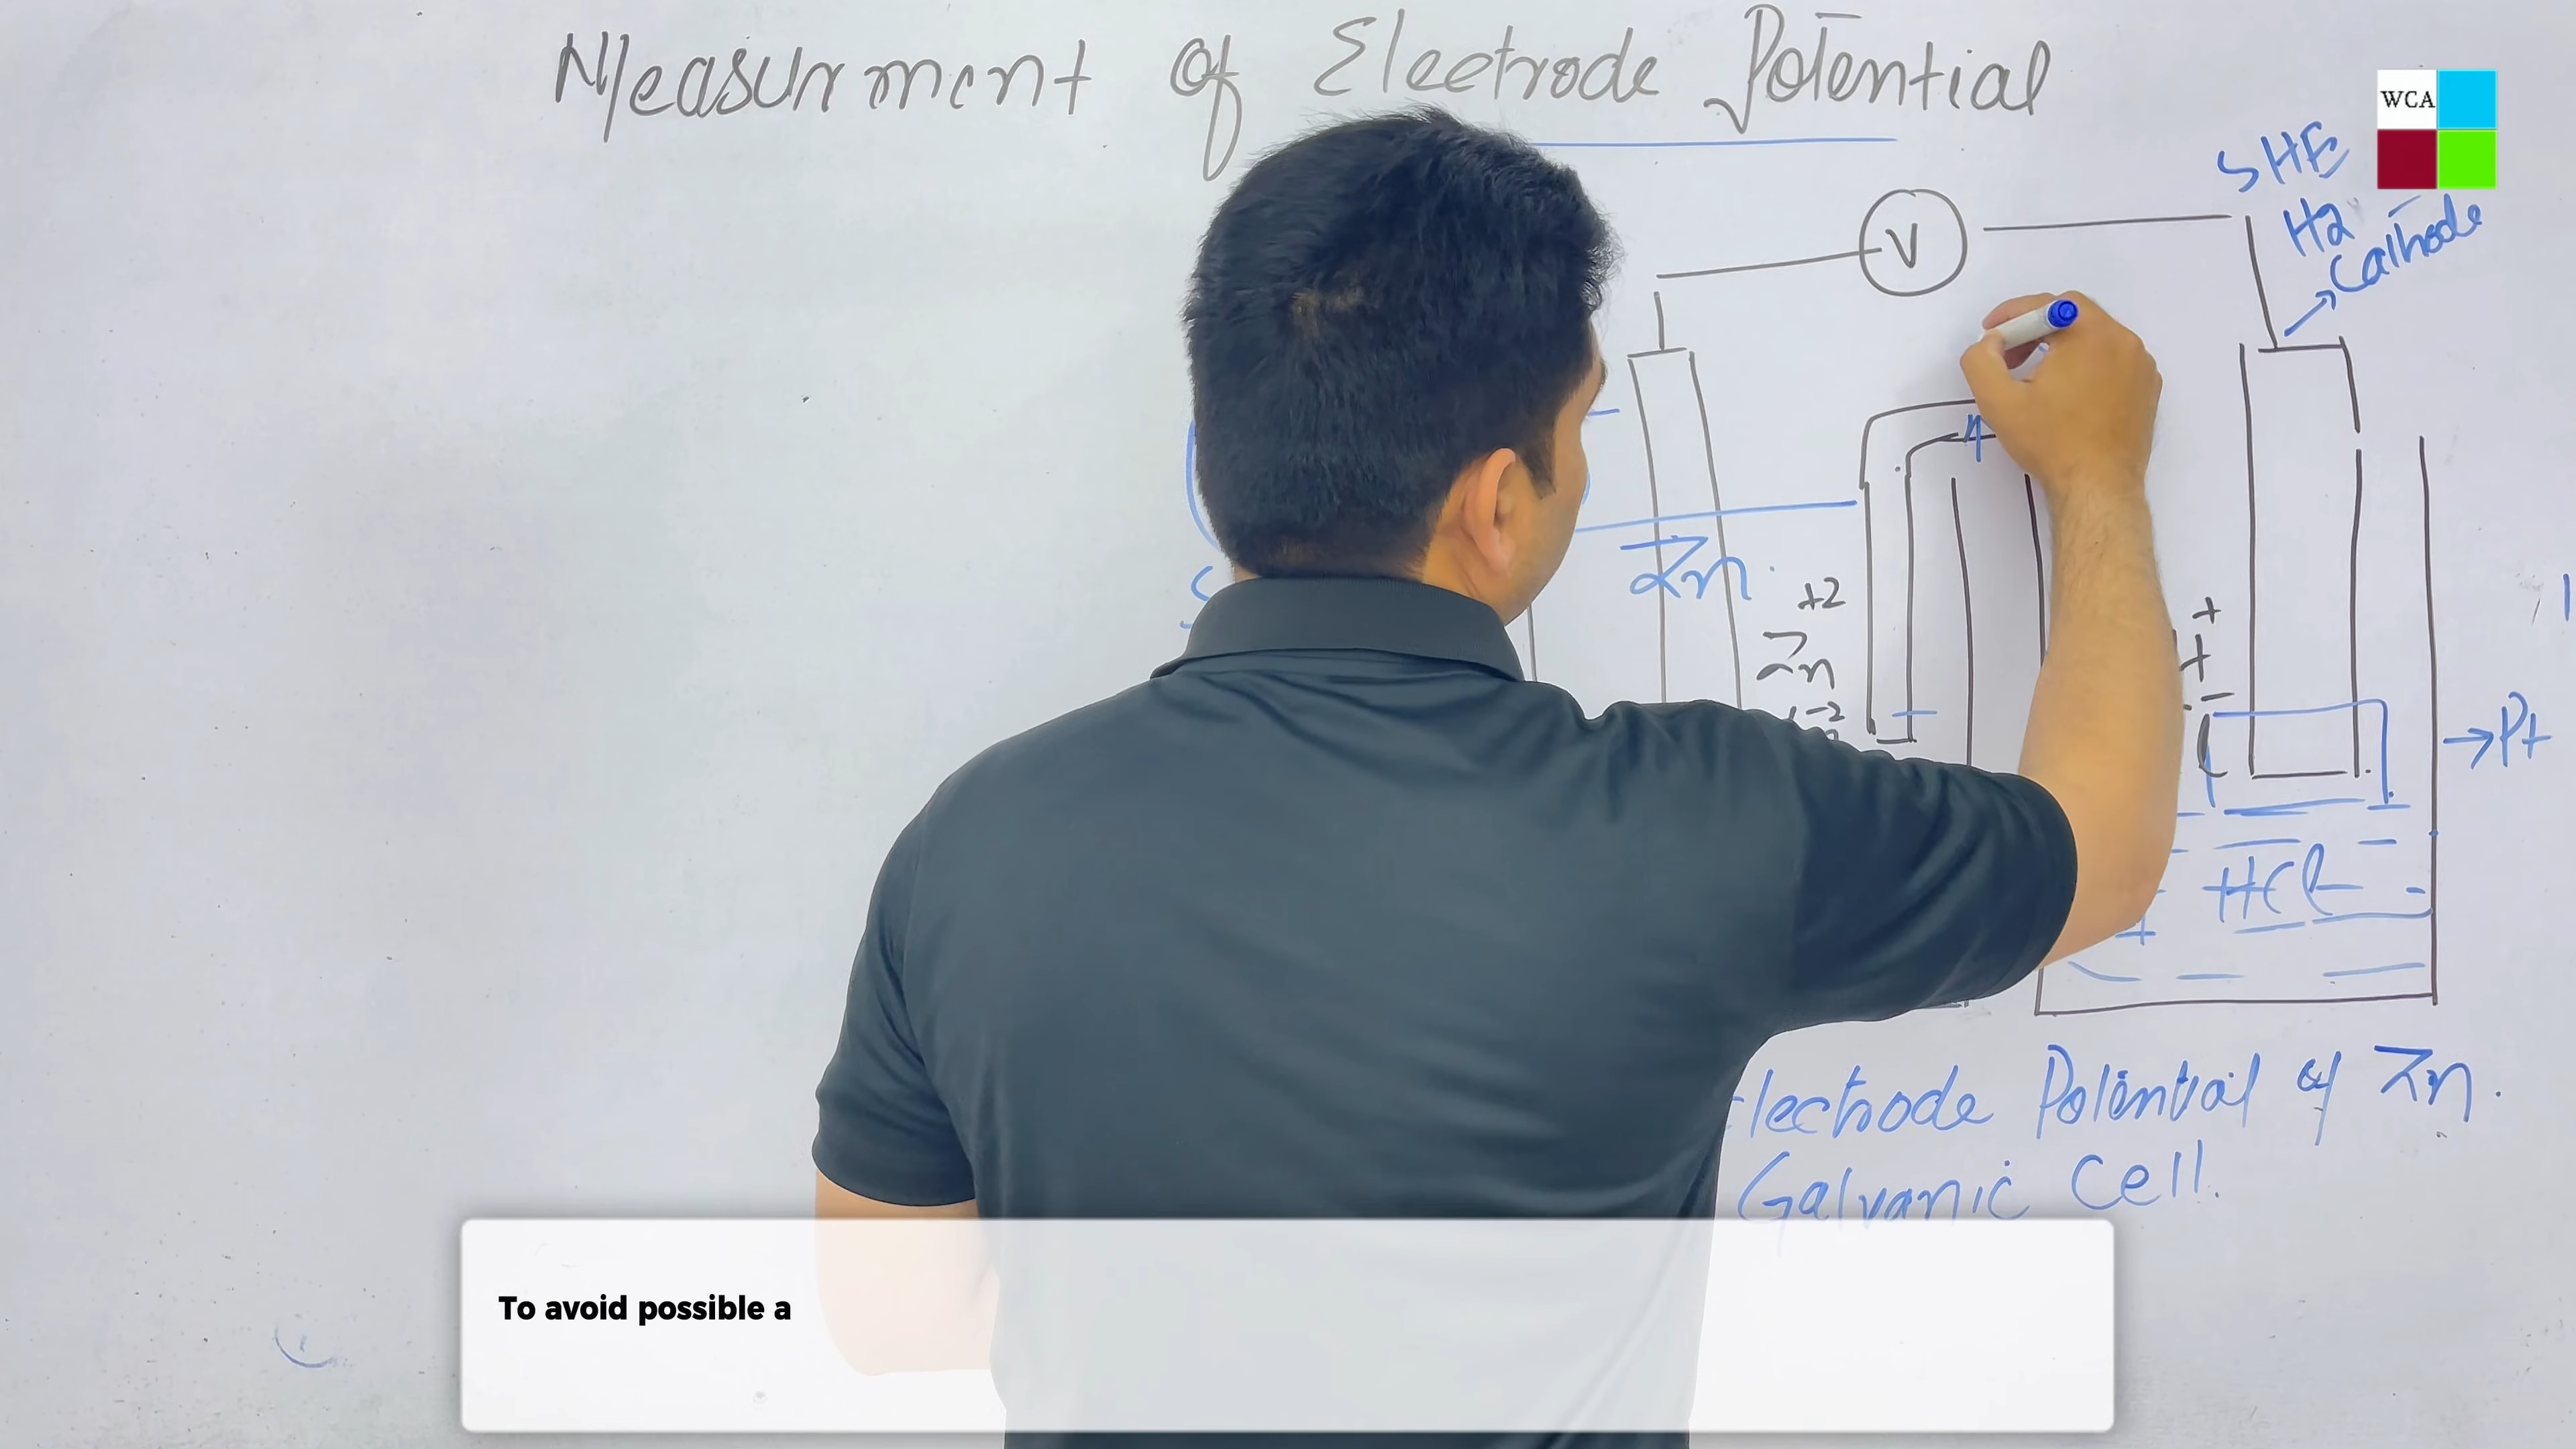 Measurment Of Electrode Potential
WCA
SHE
H2
Cathode
V
Zn
+2
Zn
-2
+
+
Pt
HCl
Electrode Potential of Zn.
Galvanic Cell.
To avoid possible a